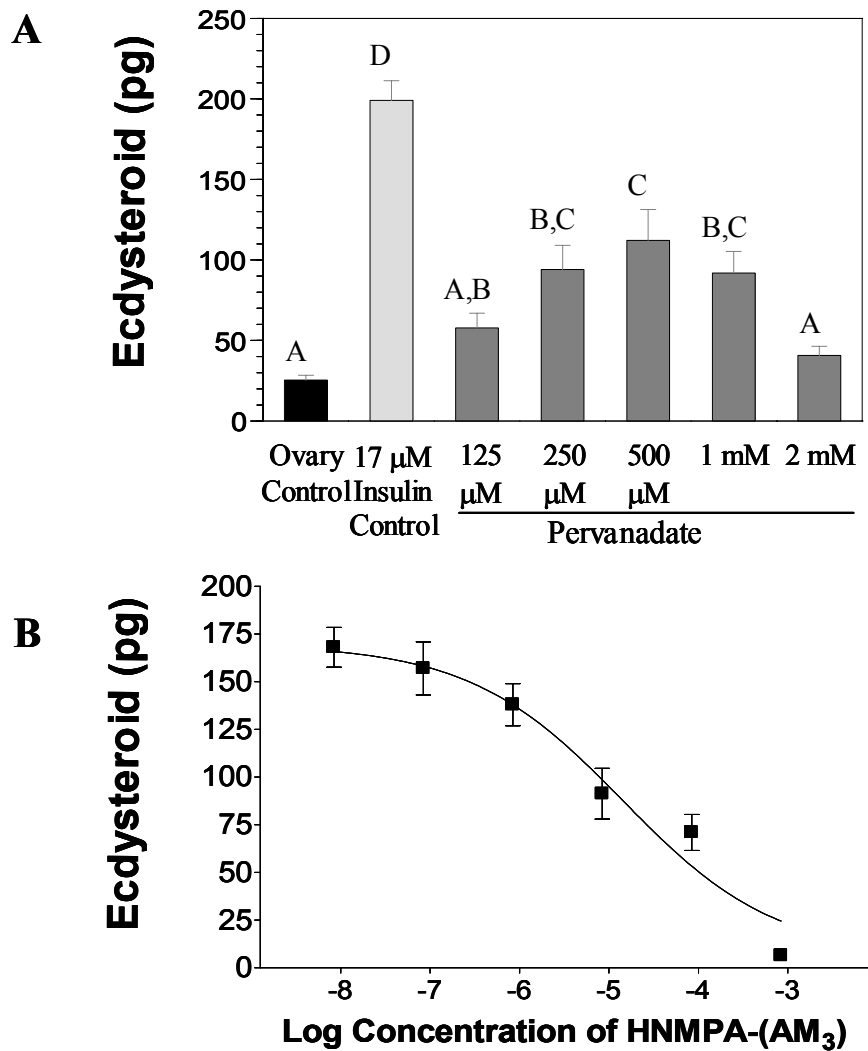 A
Ecdysteroid (pg)
250
200
150
100
50
0
A
D
A,B
B,C
C
B,C
A
Ovary Control
17 μM Insulin Control
125 μM
250 μM
500 μM
1 mM
2 mM
Pervanadate
B
Ecdysteroid (pg)
200
175
150
125
100
75
50
25
0
-8 -7 -6 -5 -4 -3
Log Concentration of HNMPA-(AM3)